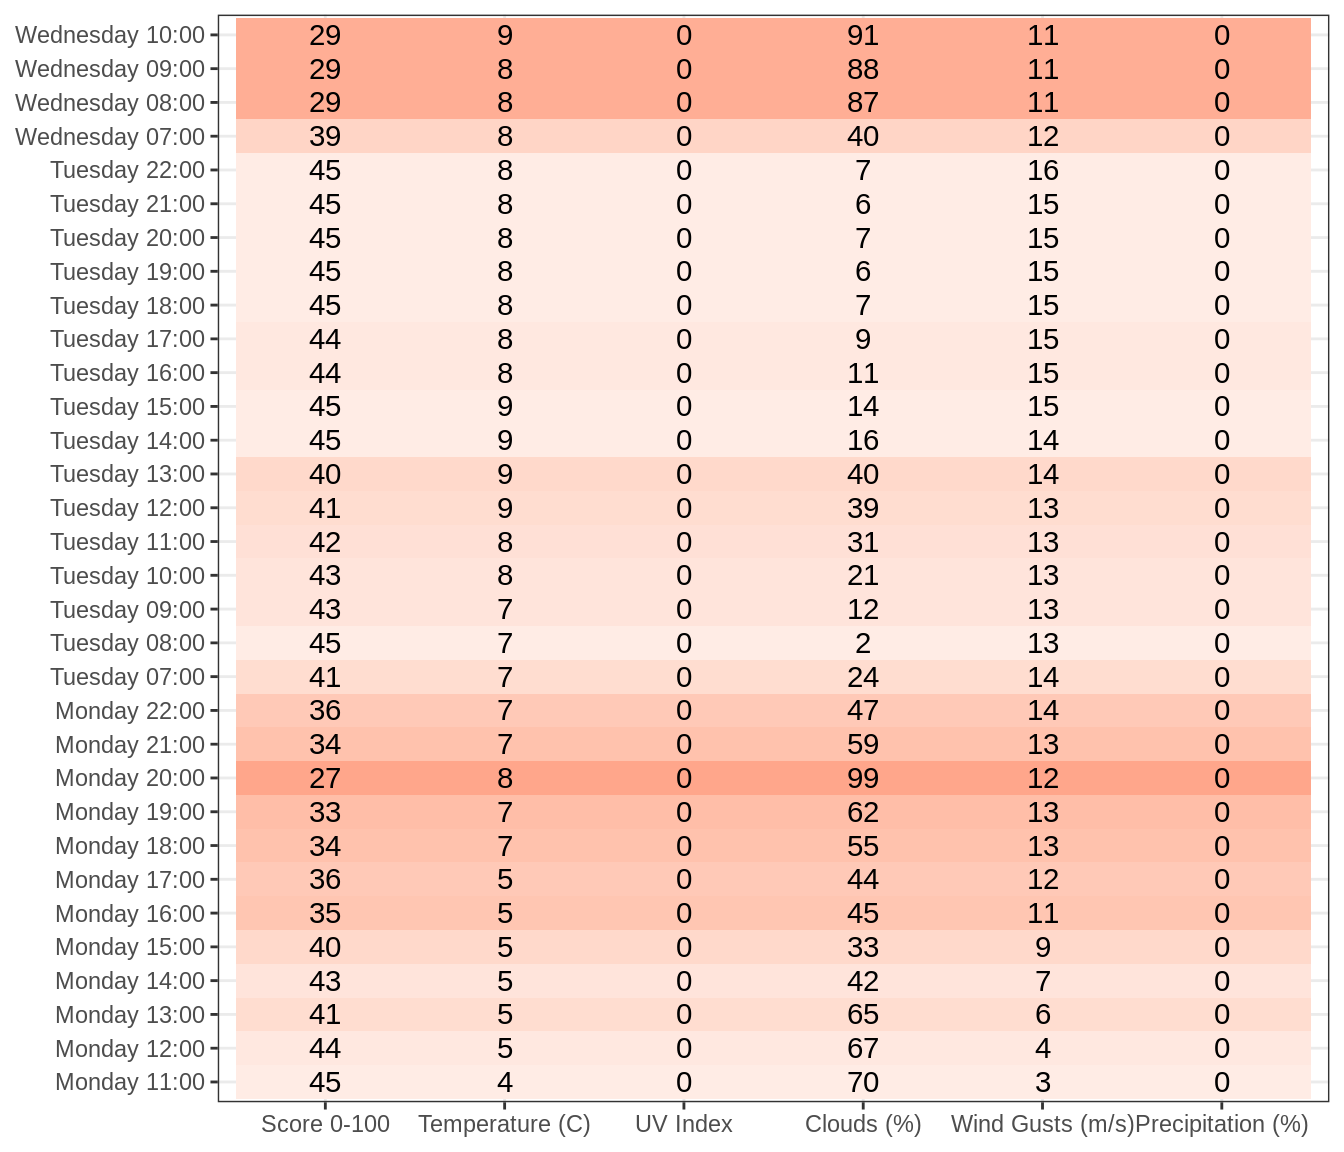 Wednesday 10:00 29 9 0 91 11 0
Wednesday 09:00 29 8 0 88 11 0
Wednesday 08:00 29 8 0 87 11 0
Wednesday 07:00 39 8 0 40 12 0
Tuesday 22:00 45 8 0 7 16 0
Tuesday 21:00 45 8 0 6 15 0
Tuesday 20:00 45 8 0 7 15 0
Tuesday 19:00 45 8 0 6 15 0
Tuesday 18:00 45 8 0 7 15 0
Tuesday 17:00 44 8 0 9 15 0
Tuesday 16:00 44 8 0 11 15 0
Tuesday 15:00 45 9 0 14 15 0
Tuesday 14:00 45 9 0 16 14 0
Tuesday 13:00 40 9 0 40 14 0
Tuesday 12:00 41 9 0 39 13 0
Tuesday 11:00 42 8 0 31 13 0
Tuesday 10:00 43 8 0 21 13 0
Tuesday 09:00 43 7 0 12 13 0
Tuesday 08:00 45 7 0 2 13 0
Tuesday 07:00 41 7 0 24 14 0
Monday 22:00 36 7 0 47 14 0
Monday 21:00 34 7 0 59 13 0
Monday 20:00 27 8 0 99 12 0
Monday 19:00 33 7 0 62 13 0
Monday 18:00 34 7 0 55 13 0
Monday 17:00 36 5 0 44 12 0
Monday 16:00 35 5 0 45 11 0
Monday 15:00 40 5 0 33 9 0
Monday 14:00 43 5 0 42 7 0
Monday 13:00 41 5 0 65 6 0
Monday 12:00 44 5 0 67 4 0
Monday 11:00 45 4 0 70 3 0
Score 0-100 Temperature (C) UV Index Clouds (%) Wind Gusts (m/s) Precipitation (%)